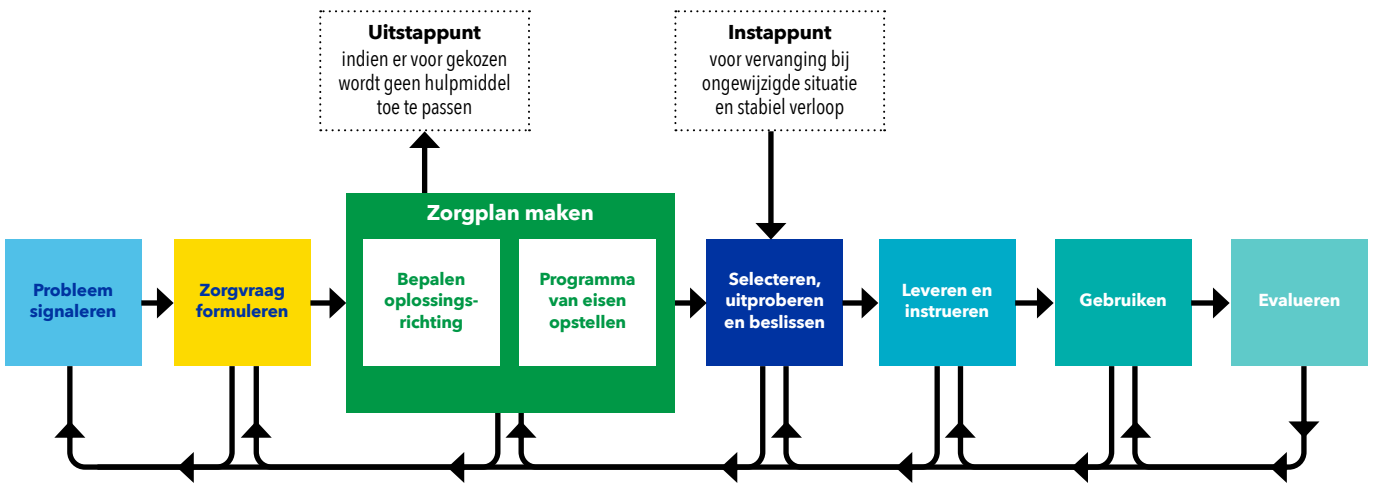 Uitstappunt
indien er voor gekozen
wordt geen hulpmiddel
toe te passen
Instappunt
voor vervanging bij
ongewijzigde situatie
en stabiel verloop
Probleem
signaleren
Zorgvraag
formuleren
Zorgplan maken
Bepalen
oplossings-
richting
Programma
van eisen
opstellen
Selecteren,
uitproberen
en beslissen
Leveren en
instrueren
Gebruiken
Evalueren